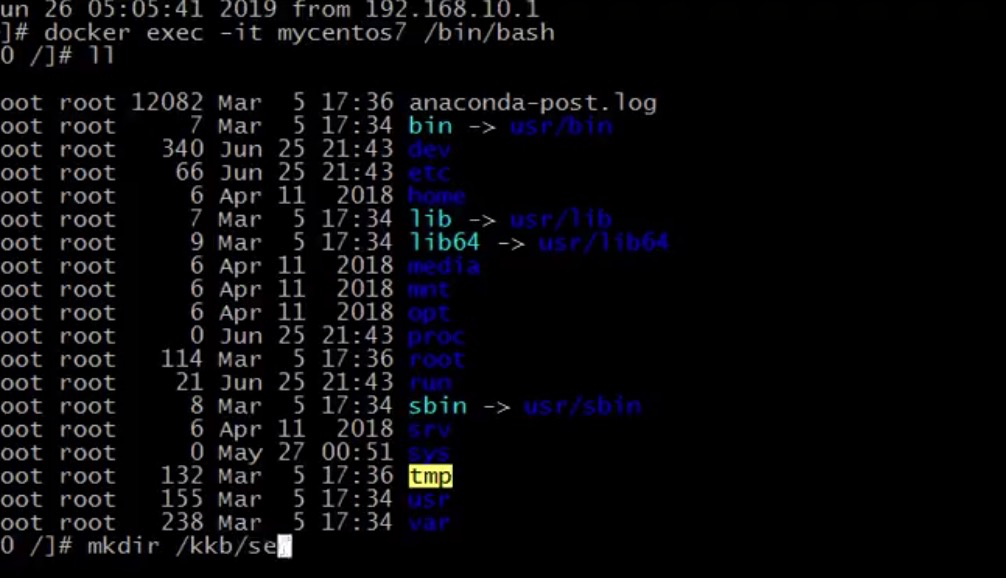 un 26 05:05:41 2019 from 192.168.10.1
]# docker exec -it mycentos7 /bin/bash
0 /]# ll
oot root 12082 Mar  5 17:36 anaconda-post.log
oot root     7 Mar  5 17:34 bin -> usr/bin
oot root   340 Jun 25 21:43 dev
oot root    66 Jun 25 21:43 etc
oot root     6 Apr 11  2018 home
oot root     7 Mar  5 17:34 lib -> usr/lib
oot root     9 Mar  5 17:34 lib64 -> usr/lib64
oot root     6 Apr 11  2018 media
oot root     6 Apr 11  2018 mnt
oot root     6 Apr 11  2018 opt
oot root     0 Jun 25 21:43 proc
oot root   114 Mar  5 17:36 root
oot root    21 Jun 25 21:43 run
oot root     8 Mar  5 17:34 sbin -> usr/sbin
oot root     6 Apr 11  2018 srv
oot root     0 May 27 00:51 sys
oot root   132 Mar  5 17:36 tmp
oot root   155 Mar  5 17:34 usr
oot root   238 Mar  5 17:34 var
0 /]# mkdir /kkb/se